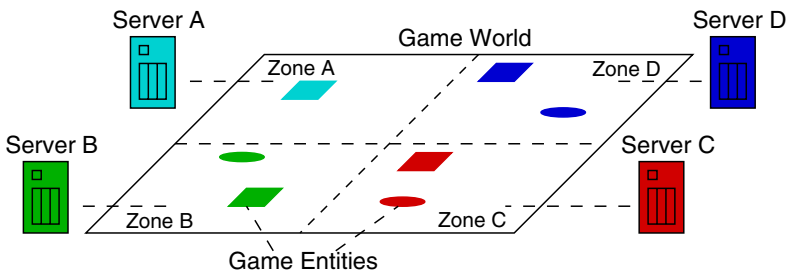 Server A
Server D
Game World
Zone A
Zone D
Server B
Server C
Zone B
Zone C
Game Entities